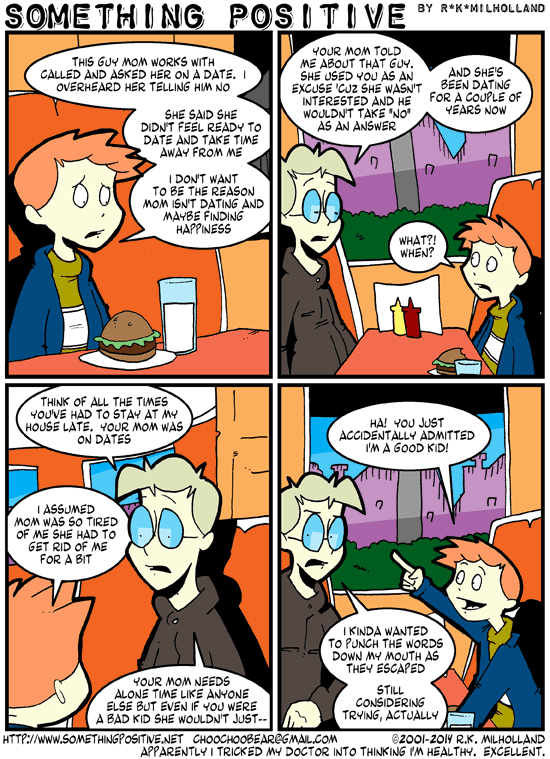 SOMETHING POSITIVE BY R*K*MILHOLLAND
THIS GUY MOM WORKS WITH
CALLED AND ASKED HER ON A DATE. I
OVERHEARD HER TELLING HIM NO
SHE SAID SHE
DIDN'T FEEL READY TO
DATE AND TAKE TIME
AWAY FROM ME
I DON'T WANT
TO BE THE REASON
MOM ISN'T DATING AND
MAYBE FINDING
HAPPINESS
YOUR MOM TOLD
ME ABOUT THAT GUY.
SHE USED YOU AS AN
EXCUSE 'CUZ SHE WASN'T
INTERESTED AND HE
WOULDN'T TAKE "NO"
AS AN ANSWER
AND SHE'S
BEEN DATING
FOR A COUPLE OF
YEARS NOW
WHAT?!
WHEN?
THINK OF ALL THE TIMES
YOU'VE HAD TO STAY AT MY
HOUSE LATE. YOUR MOM WAS
ON DATES
I ASSUMED
MOM WAS SO TIRED
OF ME SHE HAD TO
GET RID OF ME
FOR A BIT
YOUR MOM NEEDS
ALONE TIME LIKE ANYONE
ELSE BUT EVEN IF YOU WERE
A BAD KID SHE WOULDN'T JUST--
HA! YOU JUST
ACCIDENTALLY ADMITTED
I'M A GOOD KID!
I KINDA WANTED
TO PUNCH THE WORDS
DOWN MY MOUTH AS
THEY ESCAPED
STILL
CONSIDERING
TRYING, ACTUALLY
HTTP://WWW.SOMETHINGPOSITIVE.NET CHOOCHOOBEAR@GMAIL.COM ©2001-2014 R.K. MILHOLLAND
APPARENTLY I TRICKED MY DOCTOR INTO THINKING I'M HEALTHY. EXCELLENT.